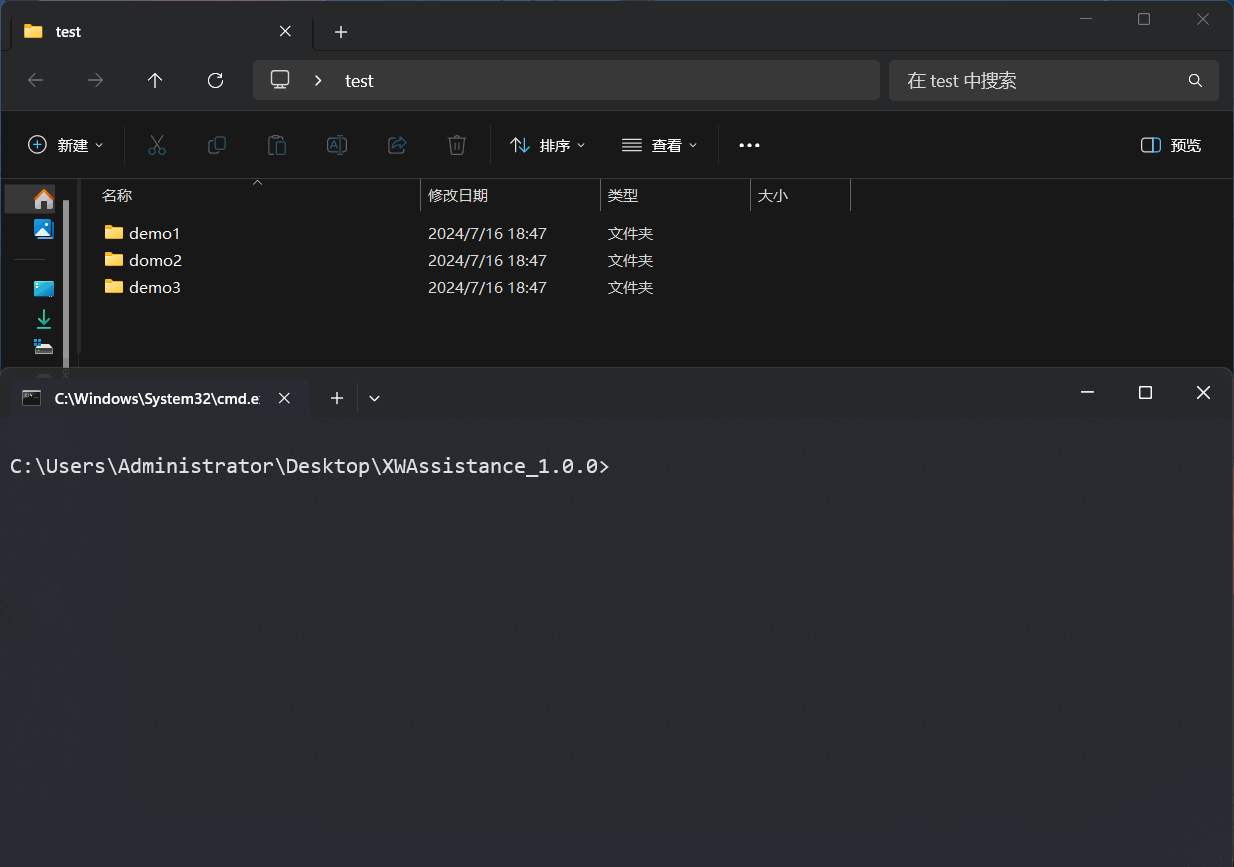 test
test
在 test 中搜索
新建
排序
查看
预览
名称 修改日期 类型 大小
demo1 2024/7/16 18:47 文件夹
domo2 2024/7/16 18:47 文件夹
demo3 2024/7/16 18:47 文件夹
C:\Windows\System32\cmd.e
C:\Users\Administrator\Desktop\XWAssistance_1.0.0>